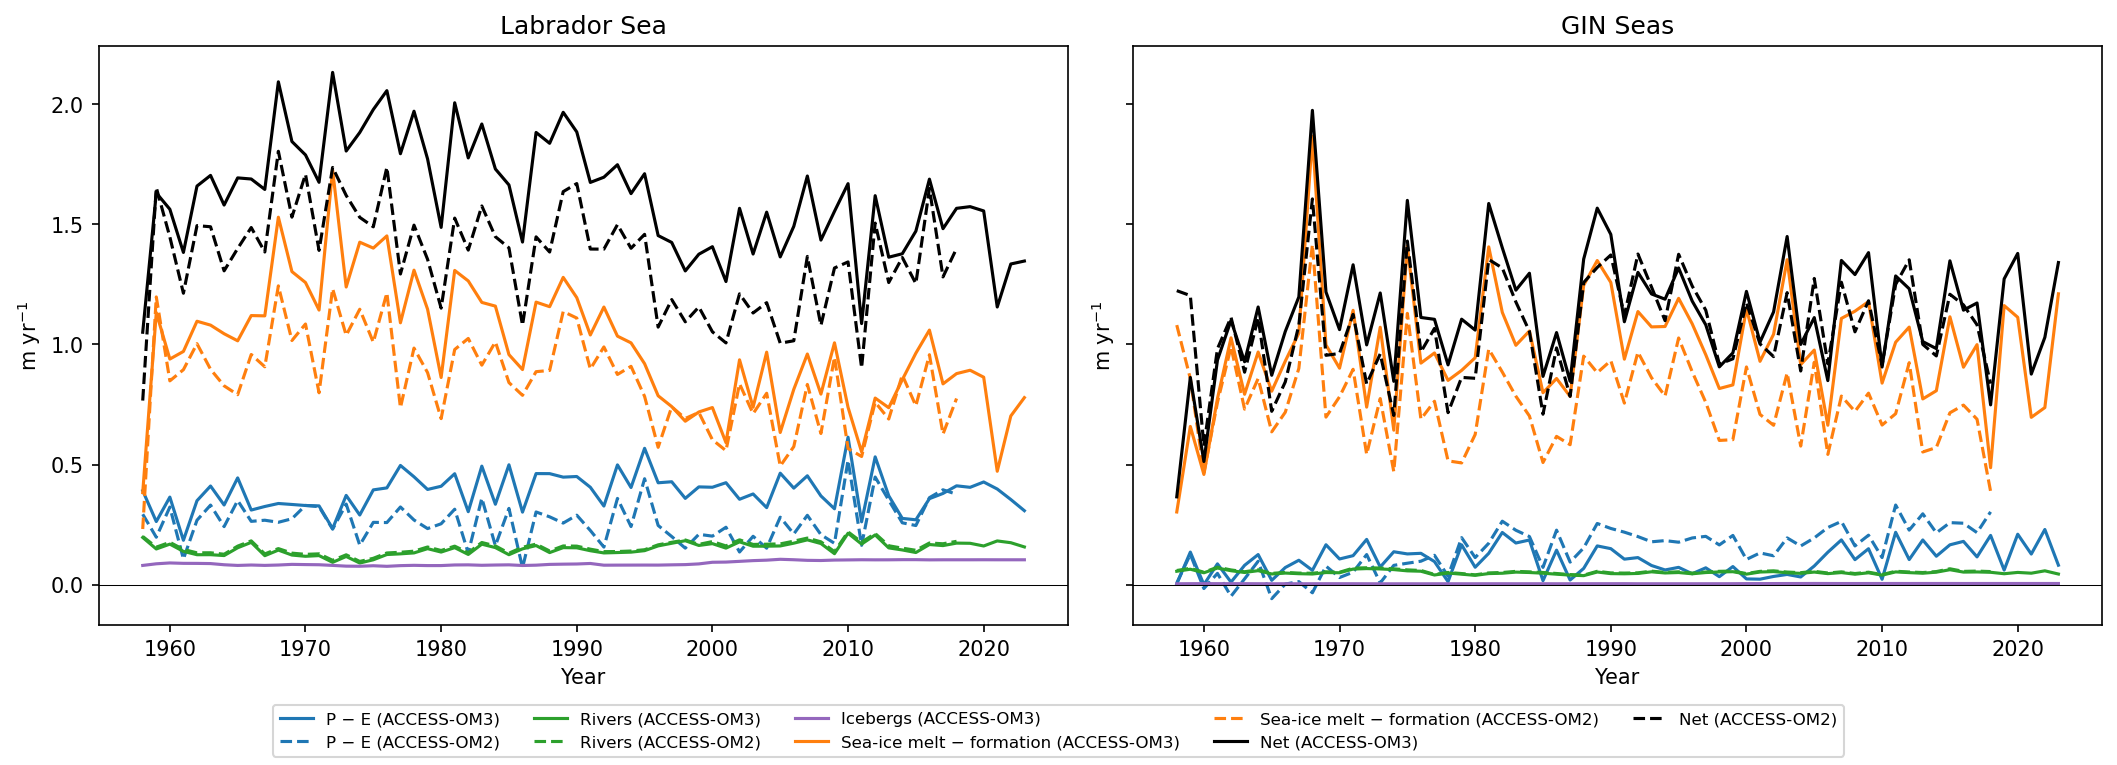 Labrador Sea
GIN Seas
m yr⁻¹
2.0
1.5
1.0
0.5
0.0
1960 1970 1980 1990 2000 2010 2020
Year
m yr⁻¹
1960 1970 1980 1990 2000 2010 2020
Year
P − E (ACCESS-OM3)
P − E (ACCESS-OM2)
Rivers (ACCESS-OM3)
Rivers (ACCESS-OM2)
Icebergs (ACCESS-OM3)
Sea-ice melt − formation (ACCESS-OM3)
Sea-ice melt − formation (ACCESS-OM2)
Net (ACCESS-OM3)
Net (ACCESS-OM2)